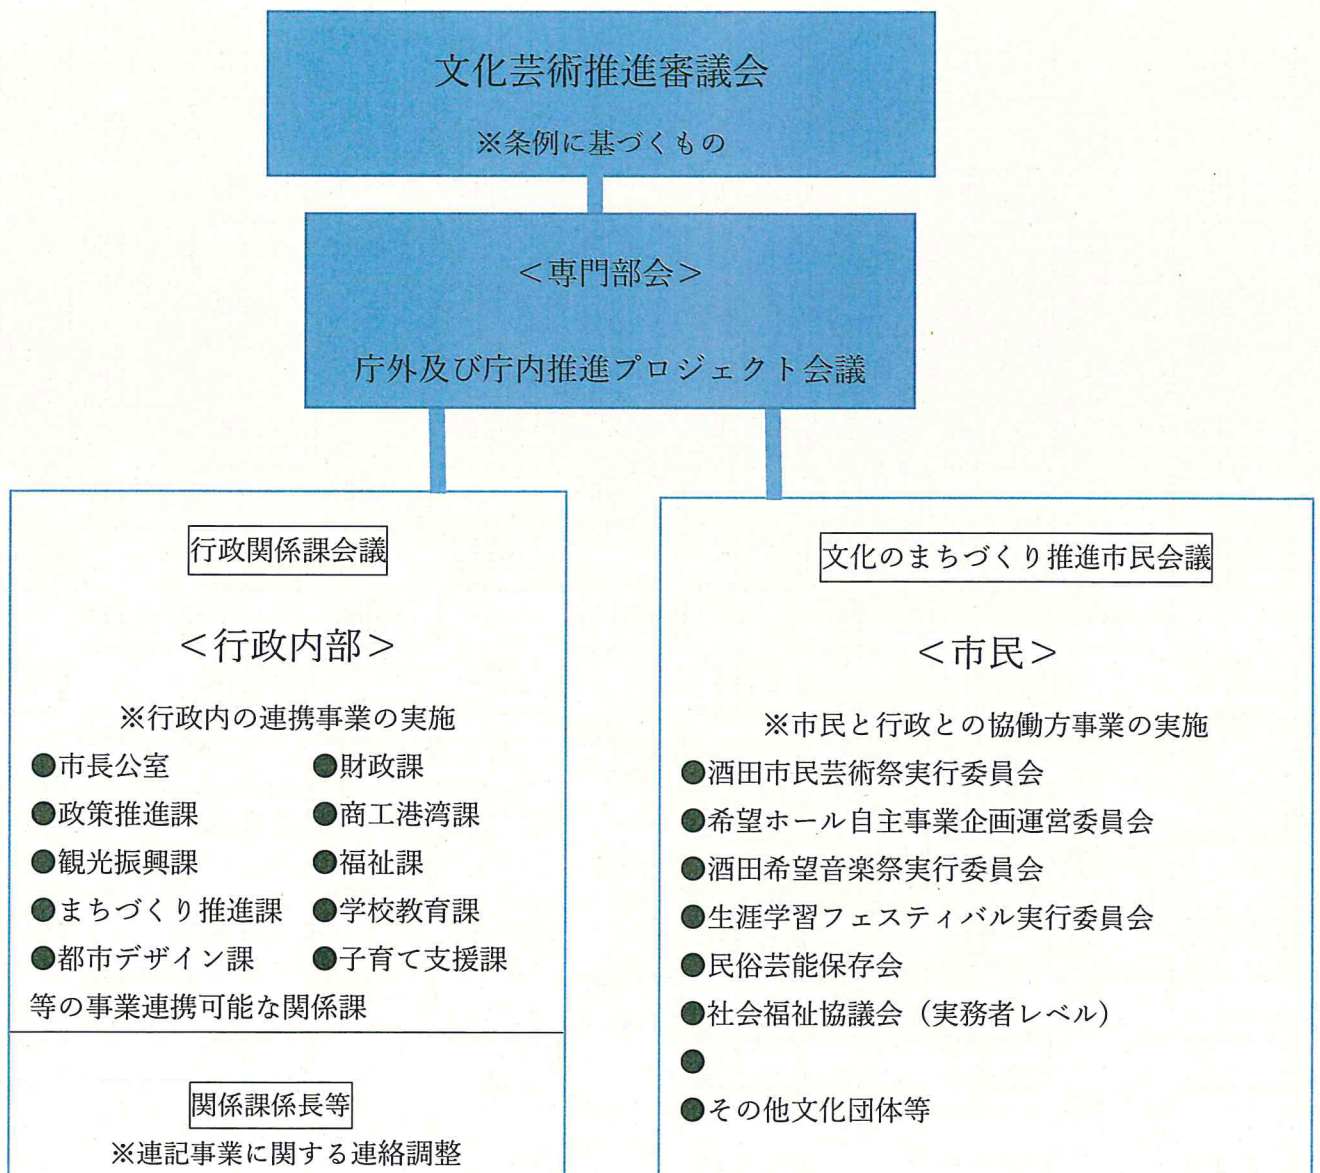 文化芸術推進審議会
※条例に基づくもの
＜専門部会＞
庁外及び庁内推進プロジェクト会議
行政関係課会議
＜行政内部＞
※行政内の連携事業の実施
●市長公室 ●財政課
●政策推進課 ●商工港湾課
●観光振興課 ●福祉課
●まちづくり推進課 ●学校教育課
●都市デザイン課 ●子育て支援課
等の事業連携可能な関係課
関係課係長等
※連記事業に関する連絡調整
文化のまちづくり推進市民会議
＜市民＞
※市民と行政との協働方事業の実施
●酒田市民芸術祭実行委員会
●希望ホール自主事業企画運営委員会
●酒田希望音楽祭実行委員会
●生涯学習フェスティバル実行委員会
●民俗芸能保存会
●社会福祉協議会（実務者レベル）
●
●その他文化団体等